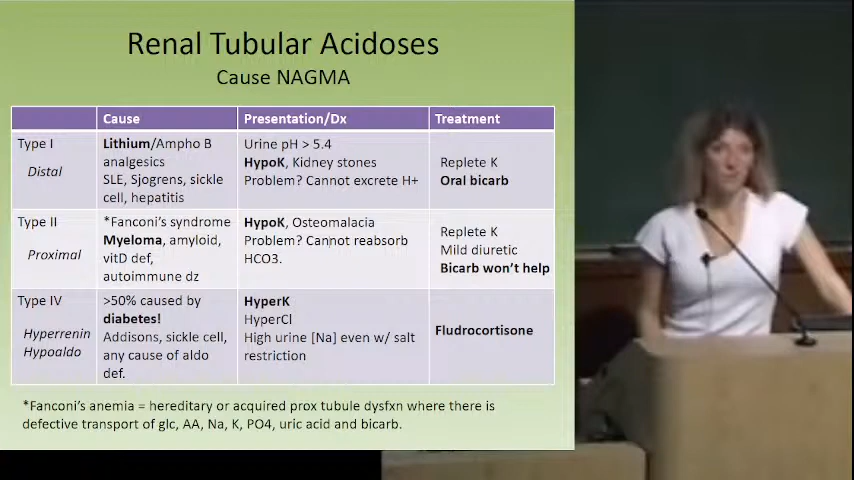 Renal Tubular Acidoses
Cause NAGMA
Cause Presentation/Dx Treatment
Type I
Distal
Lithium/Ampho B
analgesics
SLE, Sjogrens, sickle
cell, hepatitis
Urine pH > 5.4
HypoK, Kidney stones
Problem? Cannot excrete H+
Replete K
Oral bicarb
Type II
Proximal
*Fanconi's syndrome
Myeloma, amyloid,
vitD def,
autoimmune dz
HypoK, Osteomalacia
Problem? Cannot reabsorb
HCO3.
Replete K
Mild diuretic
Bicarb won't help
Type IV
Hyperrenin
Hypoaldo
>50% caused by
diabetes!
Addisons, sickle cell,
any cause of aldo
def.
HyperK
HyperCl
High urine [Na] even w/ salt
restriction
Fludrocortisone
*Fanconi's anemia = hereditary or acquired prox tubule dysfxn where there is
defective transport of glc, AA, Na, K, PO4, uric acid and bicarb.